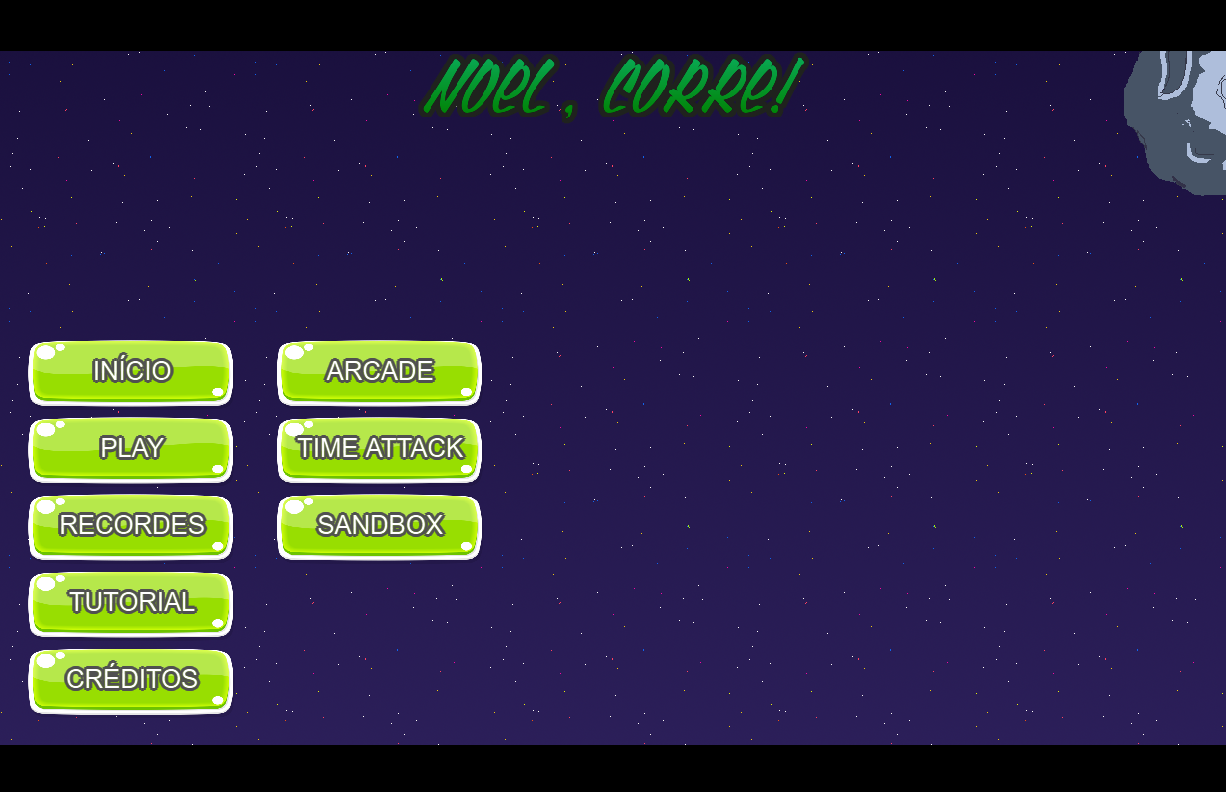 NOEL, CORRE!
INÍCIO
PLAY
RECORDES
TUTORIAL
CRÉDITOS
ARCADE
TIME ATTACK
SANDBOX